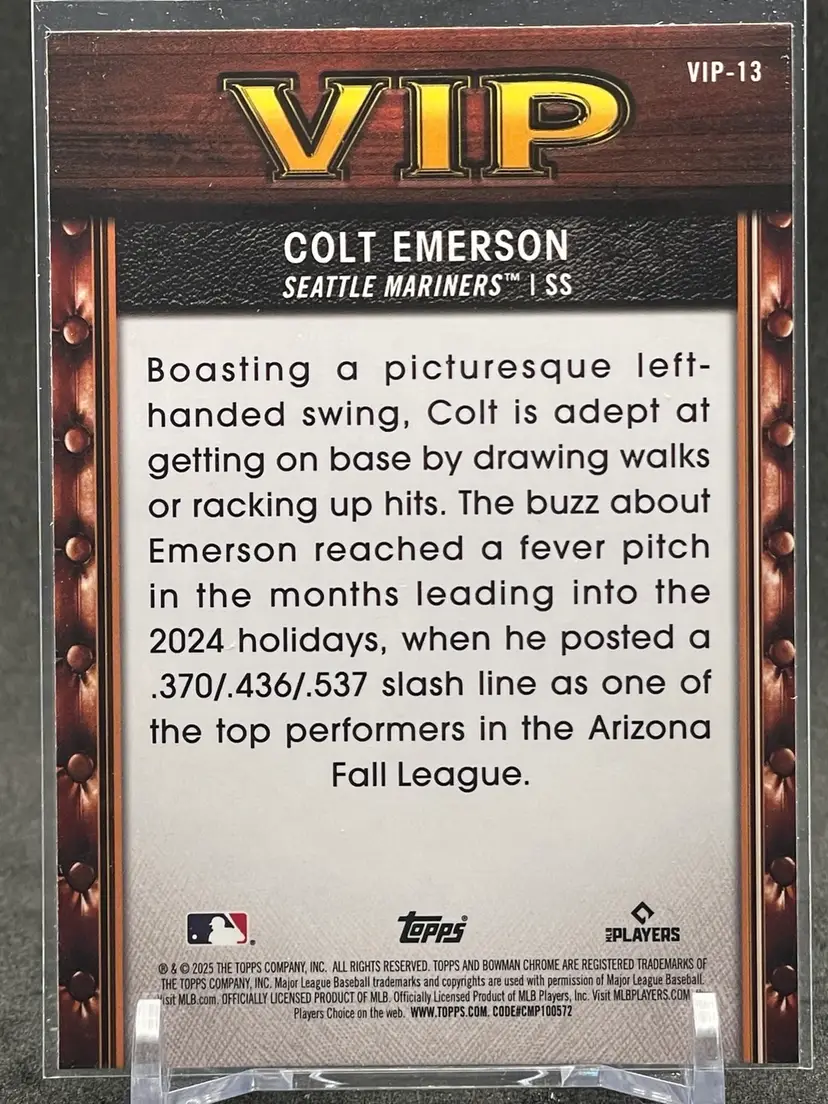 VIP-13
VIP
COLT EMERSON
SEATTLE MARINERS™ | SS
Boasting a picturesque left-
handed swing, Colt is adept at
getting on base by drawing walks
or racking up hits. The buzz about
Emerson reached a fever pitch
in the months leading into the
2024 holidays, when he posted a
.370/.436/.537 slash line as one of
the top performers in the Arizona
Fall League.
topps®
MLB PLAYERS
® & © 2025 THE TOPPS COMPANY, INC. ALL RIGHTS RESERVED. TOPPS AND BOWMAN CHROME ARE REGISTERED TRADEMARKS OF
THE TOPPS COMPANY, INC. Major League Baseball trademarks and copyrights are used with permission of Major League Baseball.
Visit MLB.com. OFFICIALLY LICENSED PRODUCT OF MLB. Officially Licensed Product of MLB Players, Inc. Visit MLBPLAYERS.COM
Players Choice on the web. WWW.TOPPS.COM. CODE#CMP100572